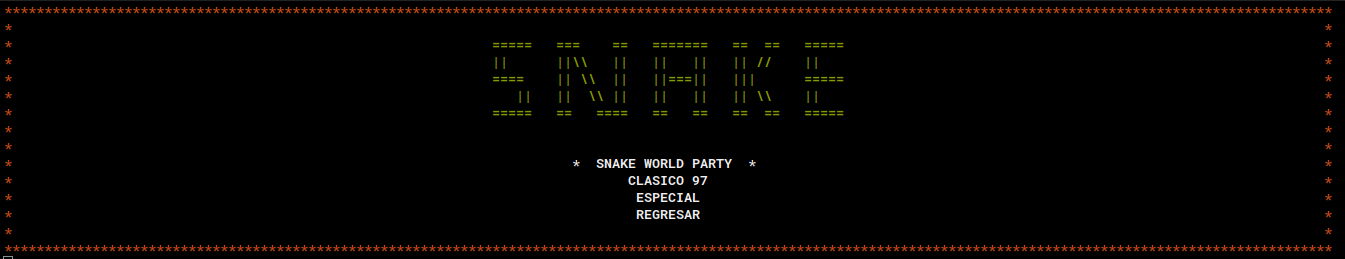 SNAKE
* SNAKE WORLD PARTY *
CLASICO 97
ESPECIAL
REGRESAR